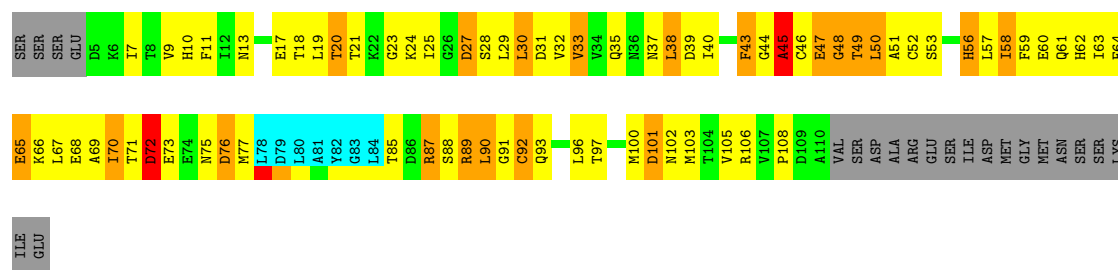 SER SER SER GLU D5 K6 I7 T8 V9 H10 F11 I12 N13 E17 T18 L19 T20 T21 K22 G23 K24 I25 G26 D27 S28 L29 L30 D31 V32 V33 V34 Q35 N36 N37 L38 D39 I40 F43 G44 A45 C46 E47 G48 T49 L50 A51 C52 S53 H56 L57 I58 F59 E60 Q61 H62 I63 F64
E65 K66 L67 E68 A69 I70 T71 D72 E73 E74 N75 D76 M77 L78 D79 L80 A81 Y82 G83 L84 T85 D86 R87 S88 R89 L90 G91 C92 Q93 L96 T97 M100 D101 N102 M103 T104 V105 R106 V107 P108 D109 A110 VAL SER ASP ALA ARG GLU SER ILE ASP MET GLY MET ASN SER SER LYS
ILE GLU